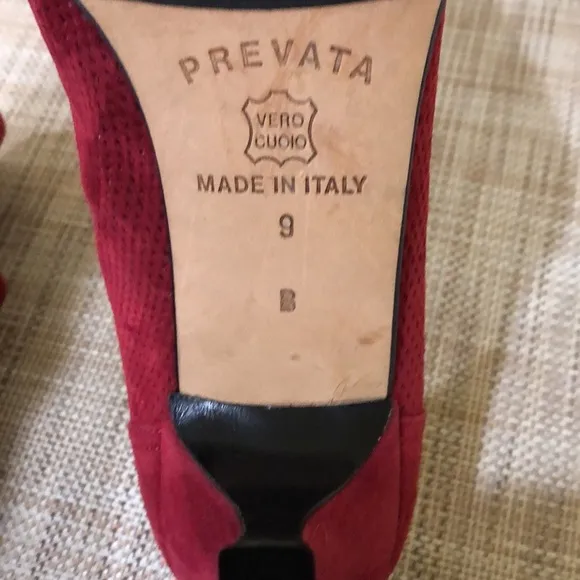 PREVATA
VERO
CUOIO
MADE IN ITALY
9
B